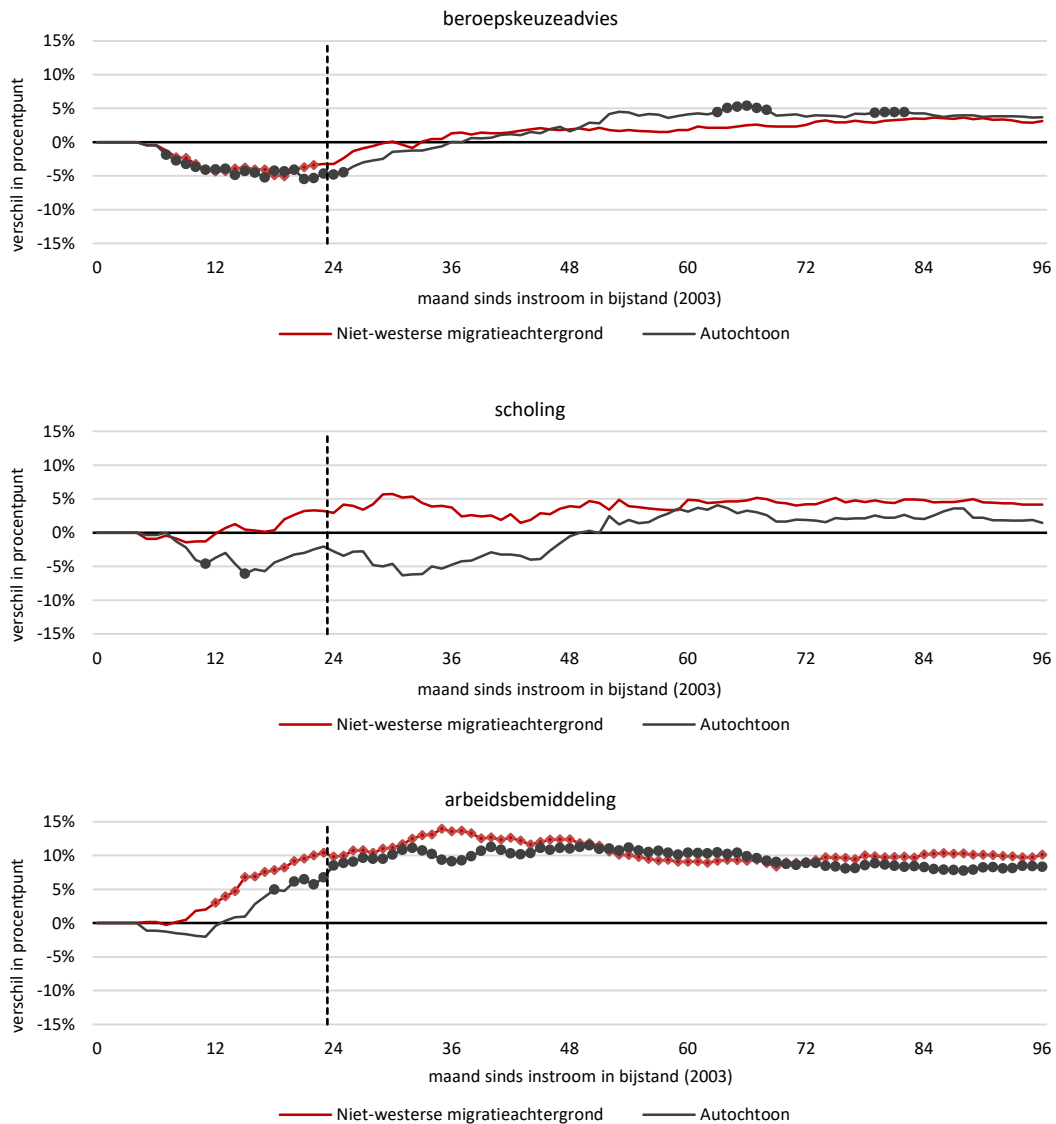 beroepskeuzeadvies
verschil in procentpunt
15%
10%
5%
0%
-5%
-10%
-15%
0 12 24 36 48 60 72 84 96
maand sinds instroom in bijstand (2003)
Niet-westerse migratieachtergrond Autochtoon
scholing
verschil in procentpunt
15%
10%
5%
0%
-5%
-10%
-15%
0 12 24 36 48 60 72 84 96
maand sinds instroom in bijstand (2003)
Niet-westerse migratieachtergrond Autochtoon
arbeidsbemiddeling
verschil in procentpunt
15%
10%
5%
0%
-5%
-10%
-15%
0 12 24 36 48 60 72 84 96
maand sinds instroom in bijstand (2003)
Niet-westerse migratieachtergrond Autochtoon